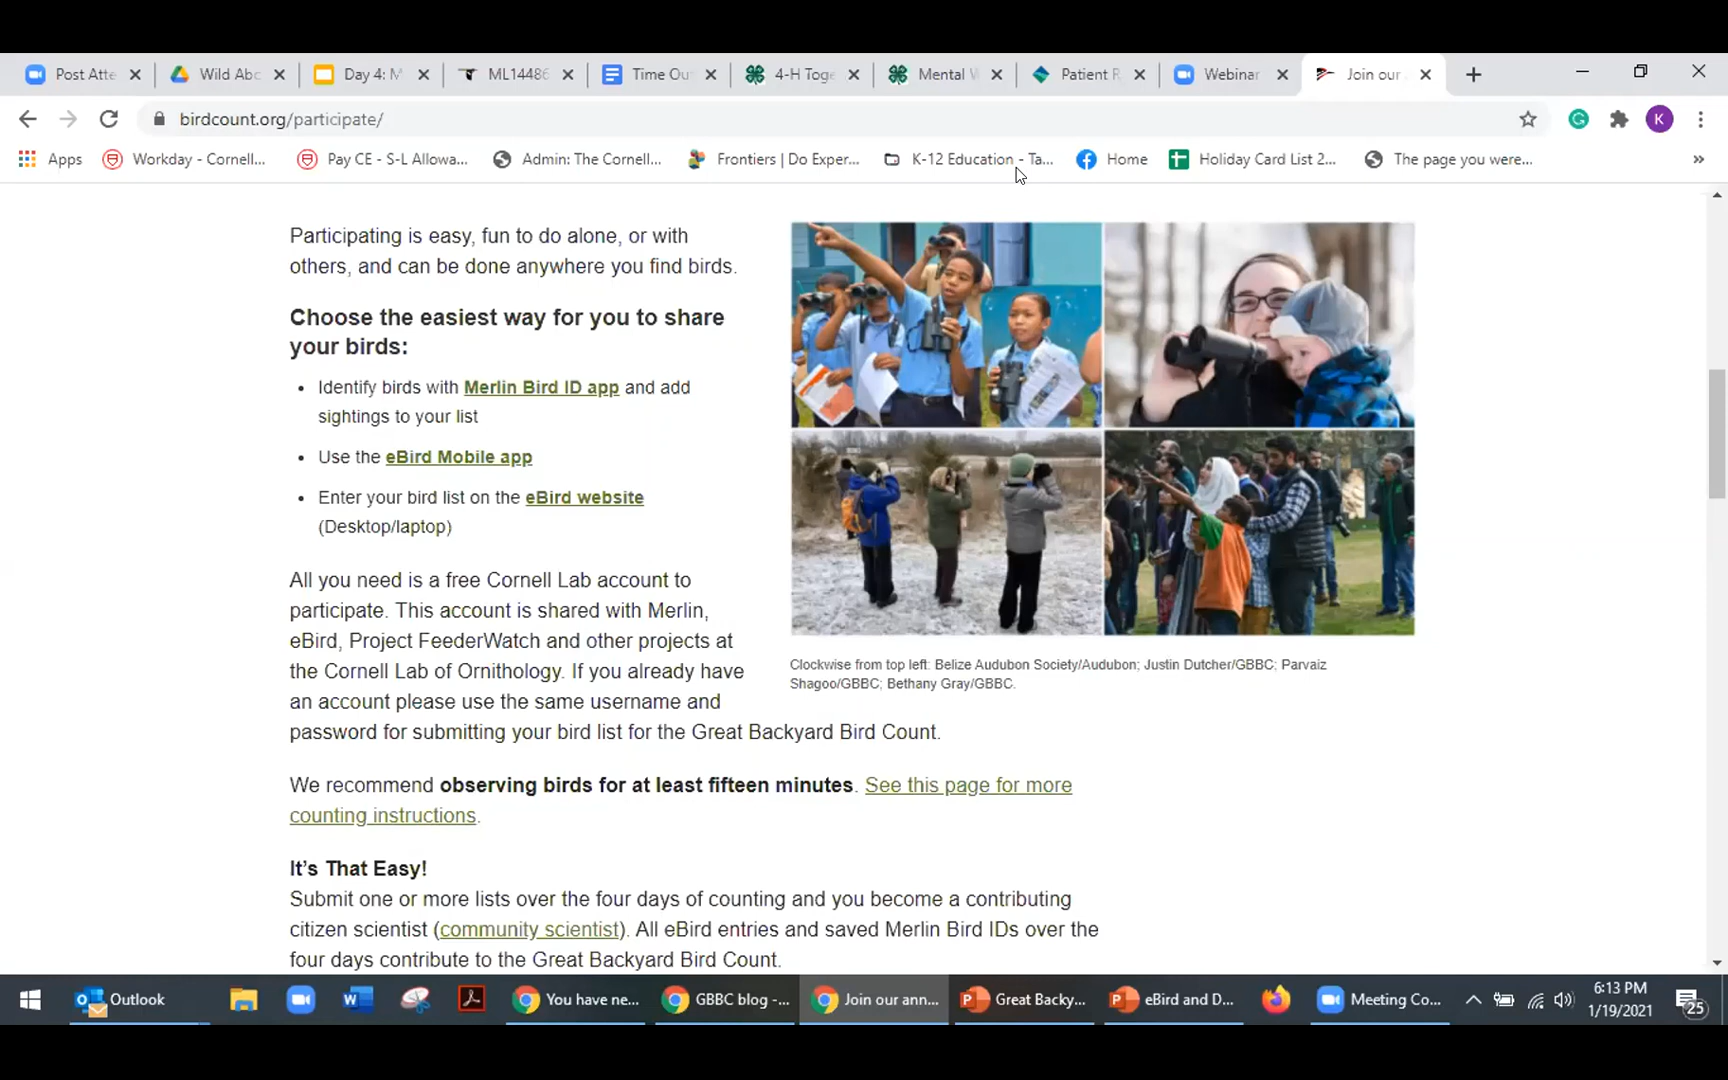 Post Atte
Wild Abc
Day 4: M
ML14486
Time Ou
4-H Toge
Mental W
Patient R
Webinar
Join our
birdcount.org/participate/
K
Apps
Workday - Cornell...
Pay CE - S-L Allowa...
Admin: The Cornell...
Frontiers | Do Exper...
K-12 Education - Ta...
Home
Holiday Card List 2...
The page you were...
»
Participating is easy, fun to do alone, or with
others, and can be done anywhere you find birds.
Choose the easiest way for you to share
your birds:
• Identify birds with Merlin Bird ID app and add
sightings to your list
• Use the eBird Mobile app
• Enter your bird list on the eBird website
(Desktop/laptop)
All you need is a free Cornell Lab account to
participate. This account is shared with Merlin,
eBird, Project FeederWatch and other projects at
the Cornell Lab of Ornithology. If you already have
an account please use the same username and
password for submitting your bird list for the Great Backyard Bird Count.
Clockwise from top left: Belize Audubon Society/Audubon; Justin Dutcher/GBBC; Parvaiz
Shagoo/GBBC; Bethany Gray/GBBC.
We recommend observing birds for at least fifteen minutes. See this page for more
counting instructions.
It's That Easy!
Submit one or more lists over the four days of counting and you become a contributing
citizen scientist (community scientist). All eBird entries and saved Merlin Bird IDs over the
four days contribute to the Great Backyard Bird Count.
Outlook
You have ne...
GBBC blog -...
Join our ann...
Great Backy...
eBird and D...
Meeting Co...
6:13 PM
1/19/2021
25